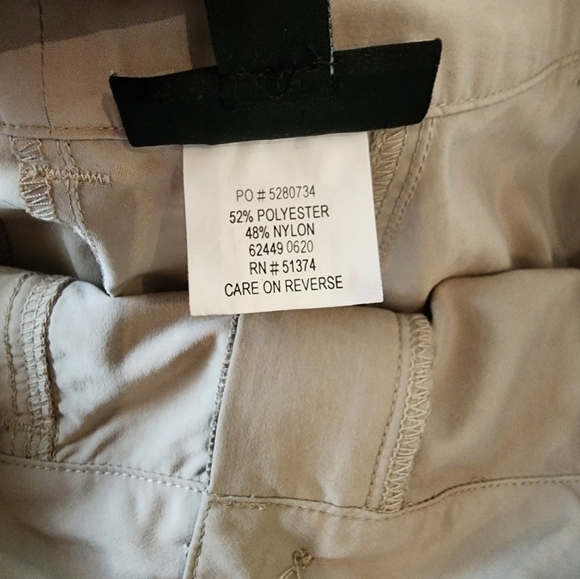 PO # 5280734
52% POLYESTER
48% NYLON
62449 0620
RN # 51374
CARE ON REVERSE